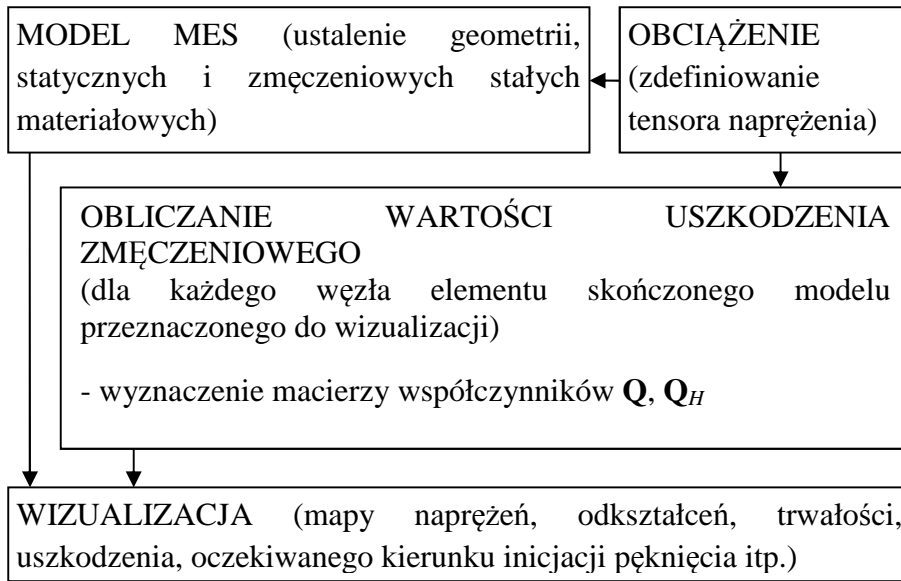 MODEL MES (ustalenie geometrii,
statycznych i zmęczeniowych stałych
materiałowych)
OBCIĄŻENIE
(zdefiniowanie
tensora naprężenia)
OBLICZANIE WARTOŚCI USZKODZENIA
ZMĘCZENIOWEGO
(dla każdego węzła elementu skończonego modelu
przeznaczonego do wizualizacji)
- wyznaczenie macierzy współczynników Q, Q_H
WIZUALIZACJA (mapy naprężeń, odkształceń, trwałości,
uszkodzenia, oczekiwanego kierunku inicjacji pęknięcia itp.)